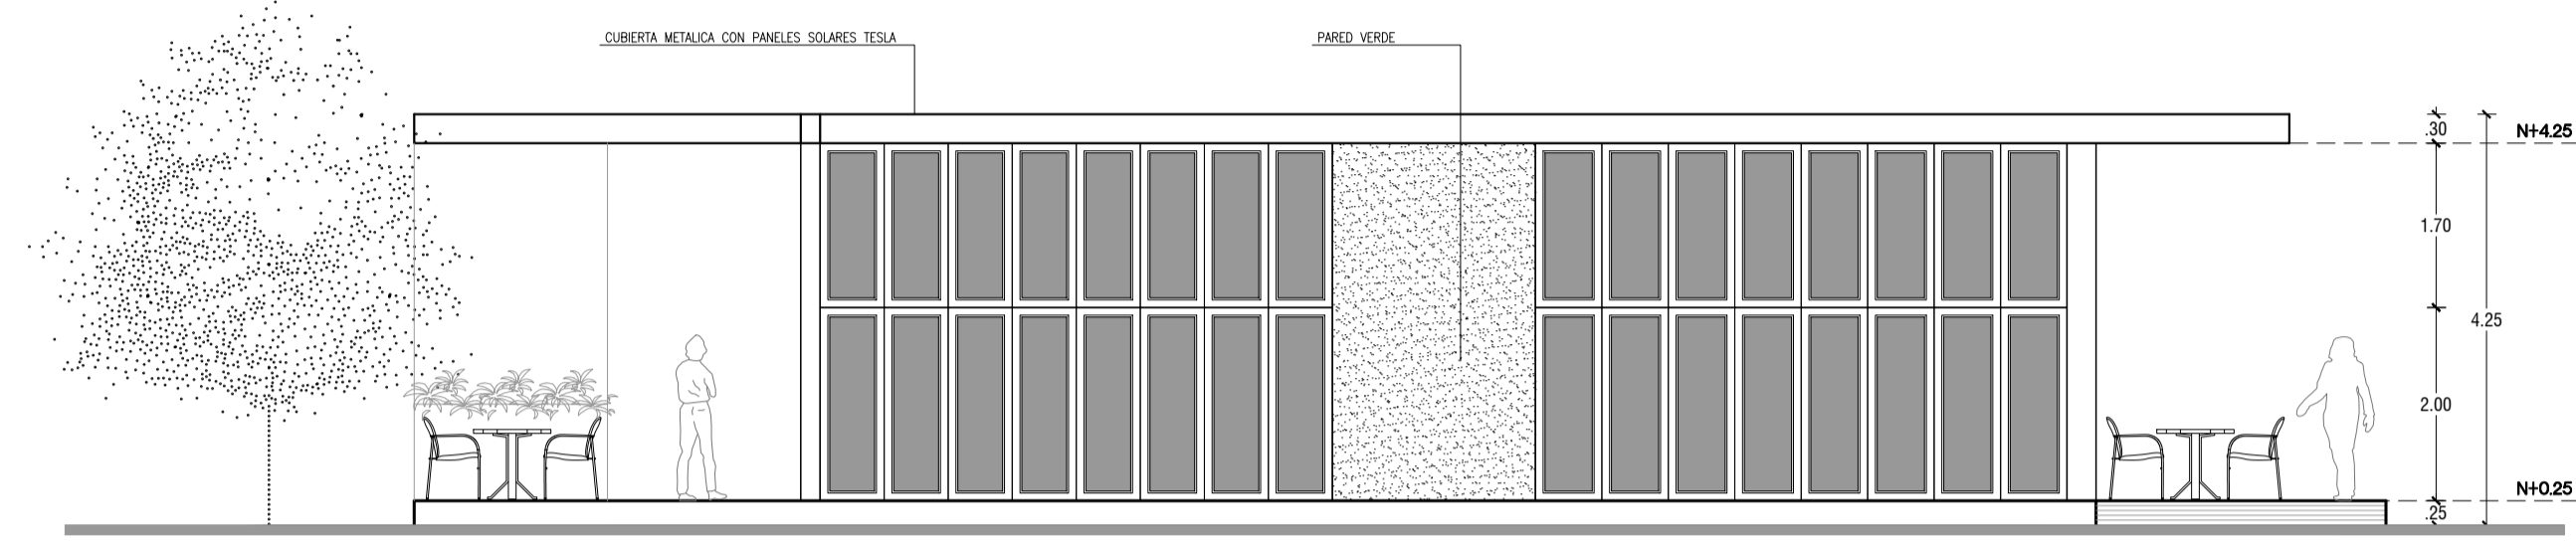 CUBIERTA METALICA CON PANELES SOLARES TESLA
PARED VERDE
.30
N+4.25
1.70
4.25
2.00
N+0.25
.25